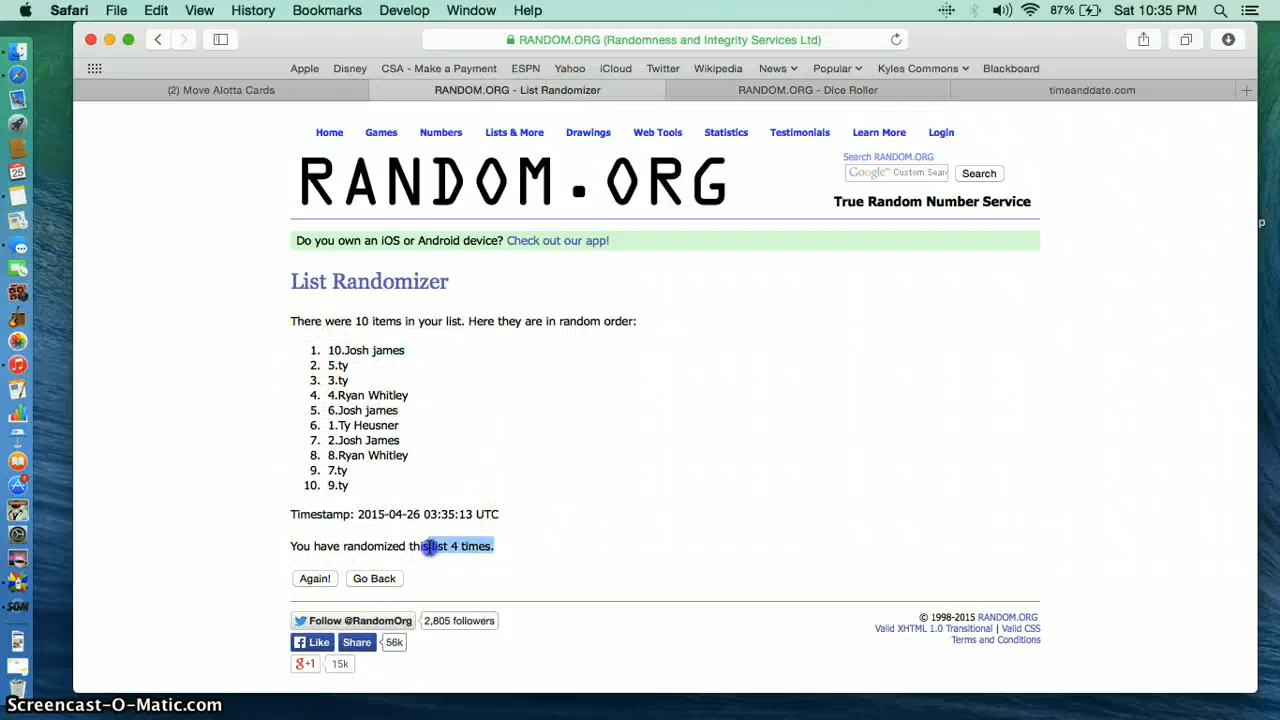 Safari File Edit View History Bookmarks Develop Window Help 87% Sat 10:35 PM
RANDOM.ORG (Randomness and Integrity Services Ltd)
Apple Disney CSA - Make a Payment ESPN Yahoo iCloud Twitter Wikipedia News Popular Kyles Commons Blackboard
(2) Move Alotta Cards RANDOM.ORG - List Randomizer RANDOM.ORG - Dice Roller timeanddate.com
Home Games Numbers Lists & More Drawings Web Tools Statistics Testimonials Learn More Login
Search RANDOM.ORG
RANDOM.ORG
Google™ Custom Sear Search
True Random Number Service
Do you own an iOS or Android device? Check out our app!
List Randomizer
There were 10 items in your list. Here they are in random order:
1. 10.Josh james
2. 5.ty
3. 3.ty
4. 4.Ryan Whitley
5. 6.Josh james
6. 1.Ty Heusner
7. 2.Josh James
8. 8.Ryan Whitley
9. 7.ty
10. 9.ty
Timestamp: 2015-04-26 03:35:13 UTC
You have randomized this list 4 times.
Again! Go Back
Follow @RandomOrg 2,805 followers
Like Share 56k
g+1 15k
© 1998-2015 RANDOM.ORG
Valid XHTML 1.0 Transitional | Valid CSS
Terms and Conditions
Screencast-O-Matic.com